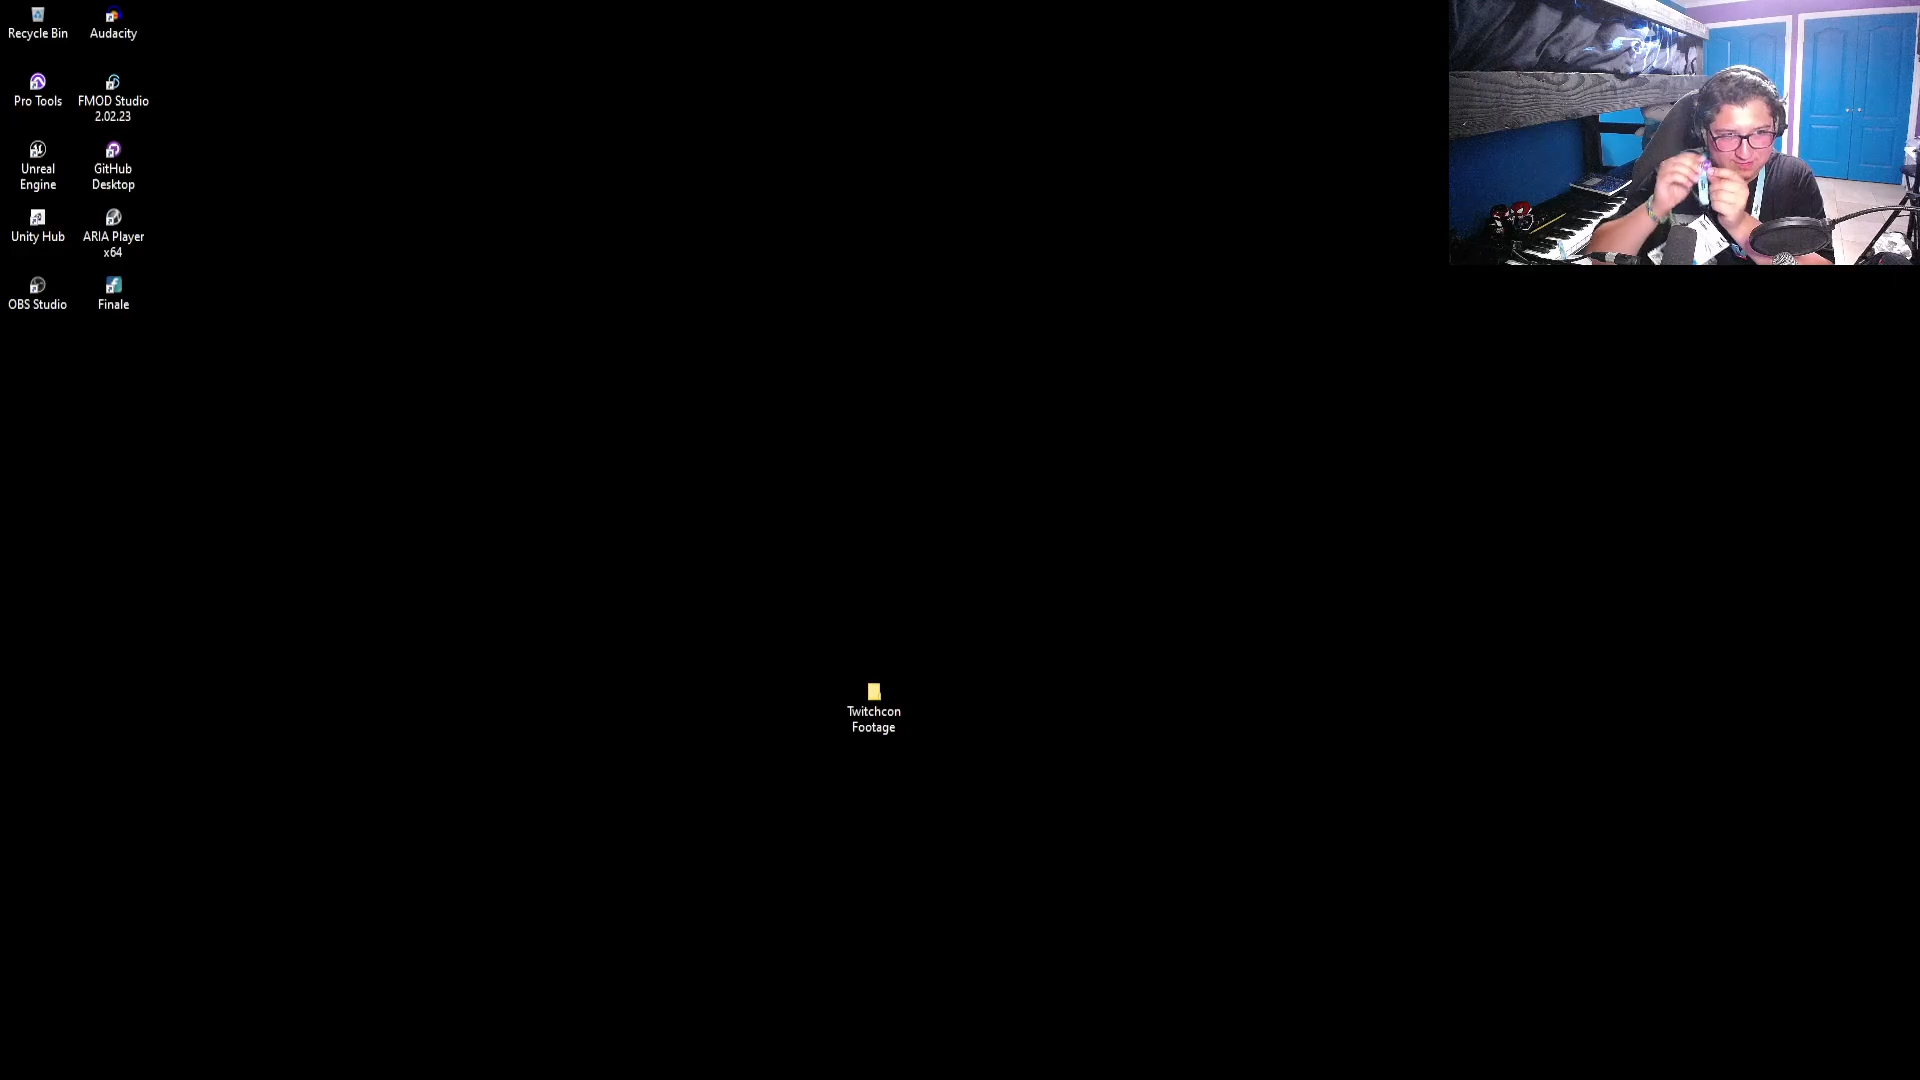 Recycle Bin
Audacity
Pro Tools
FMOD Studio
2.02.23
Unreal
Engine
GitHub
Desktop
Unity Hub
ARIA Player
x64
OBS Studio
Finale
Twitchcon
Footage